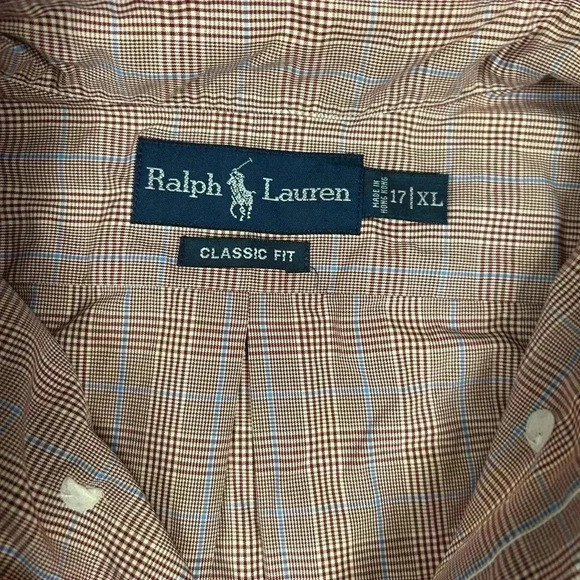 Ralph Lauren
MADE IN
HONG KONG
17|XL
CLASSIC FIT